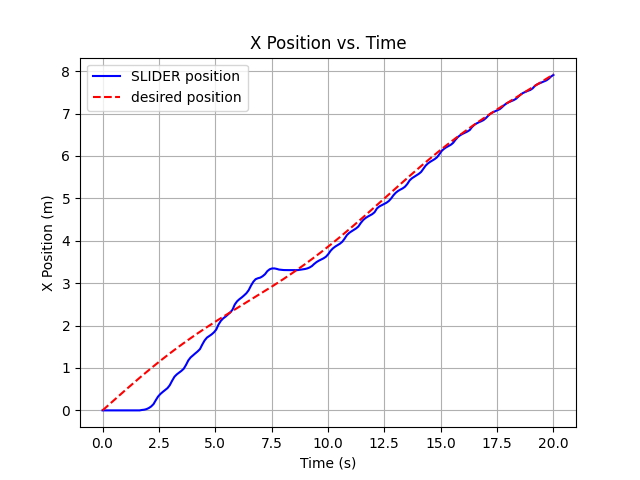 X Position vs. Time
SLIDER position
desired position
8
7
6
5
4
3
2
1
0
X Position (m)
0.0 2.5 5.0 7.5 10.0 12.5 15.0 17.5 20.0
Time (s)